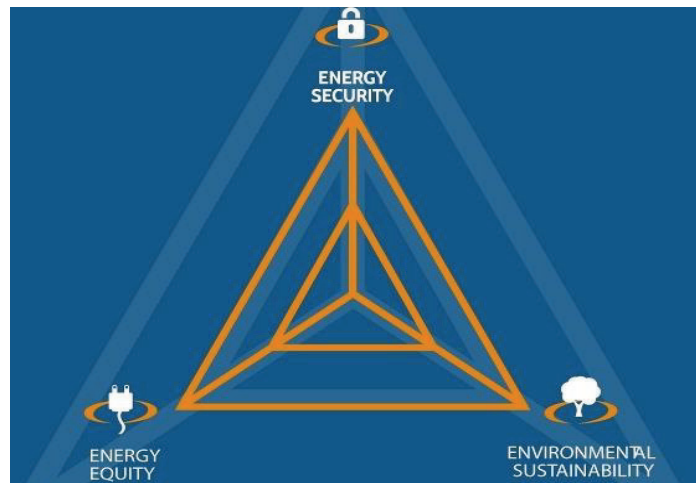 ENERGY
SECURITY
ENERGY
EQUITY
ENVIRONMENTAL
SUSTAINABILITY